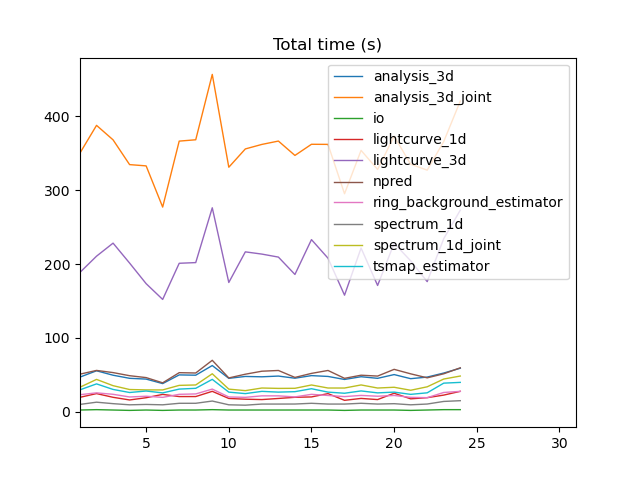 Total time (s)
400
300
200
100
0
5
10
15
20
25
30
analysis_3d
analysis_3d_joint
io
lightcurve_1d
lightcurve_3d
npred
ring_background_estimator
spectrum_1d
spectrum_1d_joint
tsmap_estimator